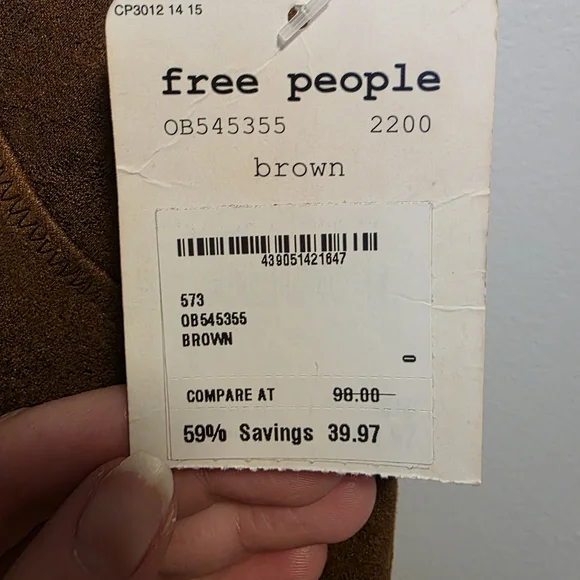 CP3012 14 15
free people
OB545355 2200
brown
439051421647
573
OB545355
BROWN
0
COMPARE AT 98.00
59% Savings 39.97